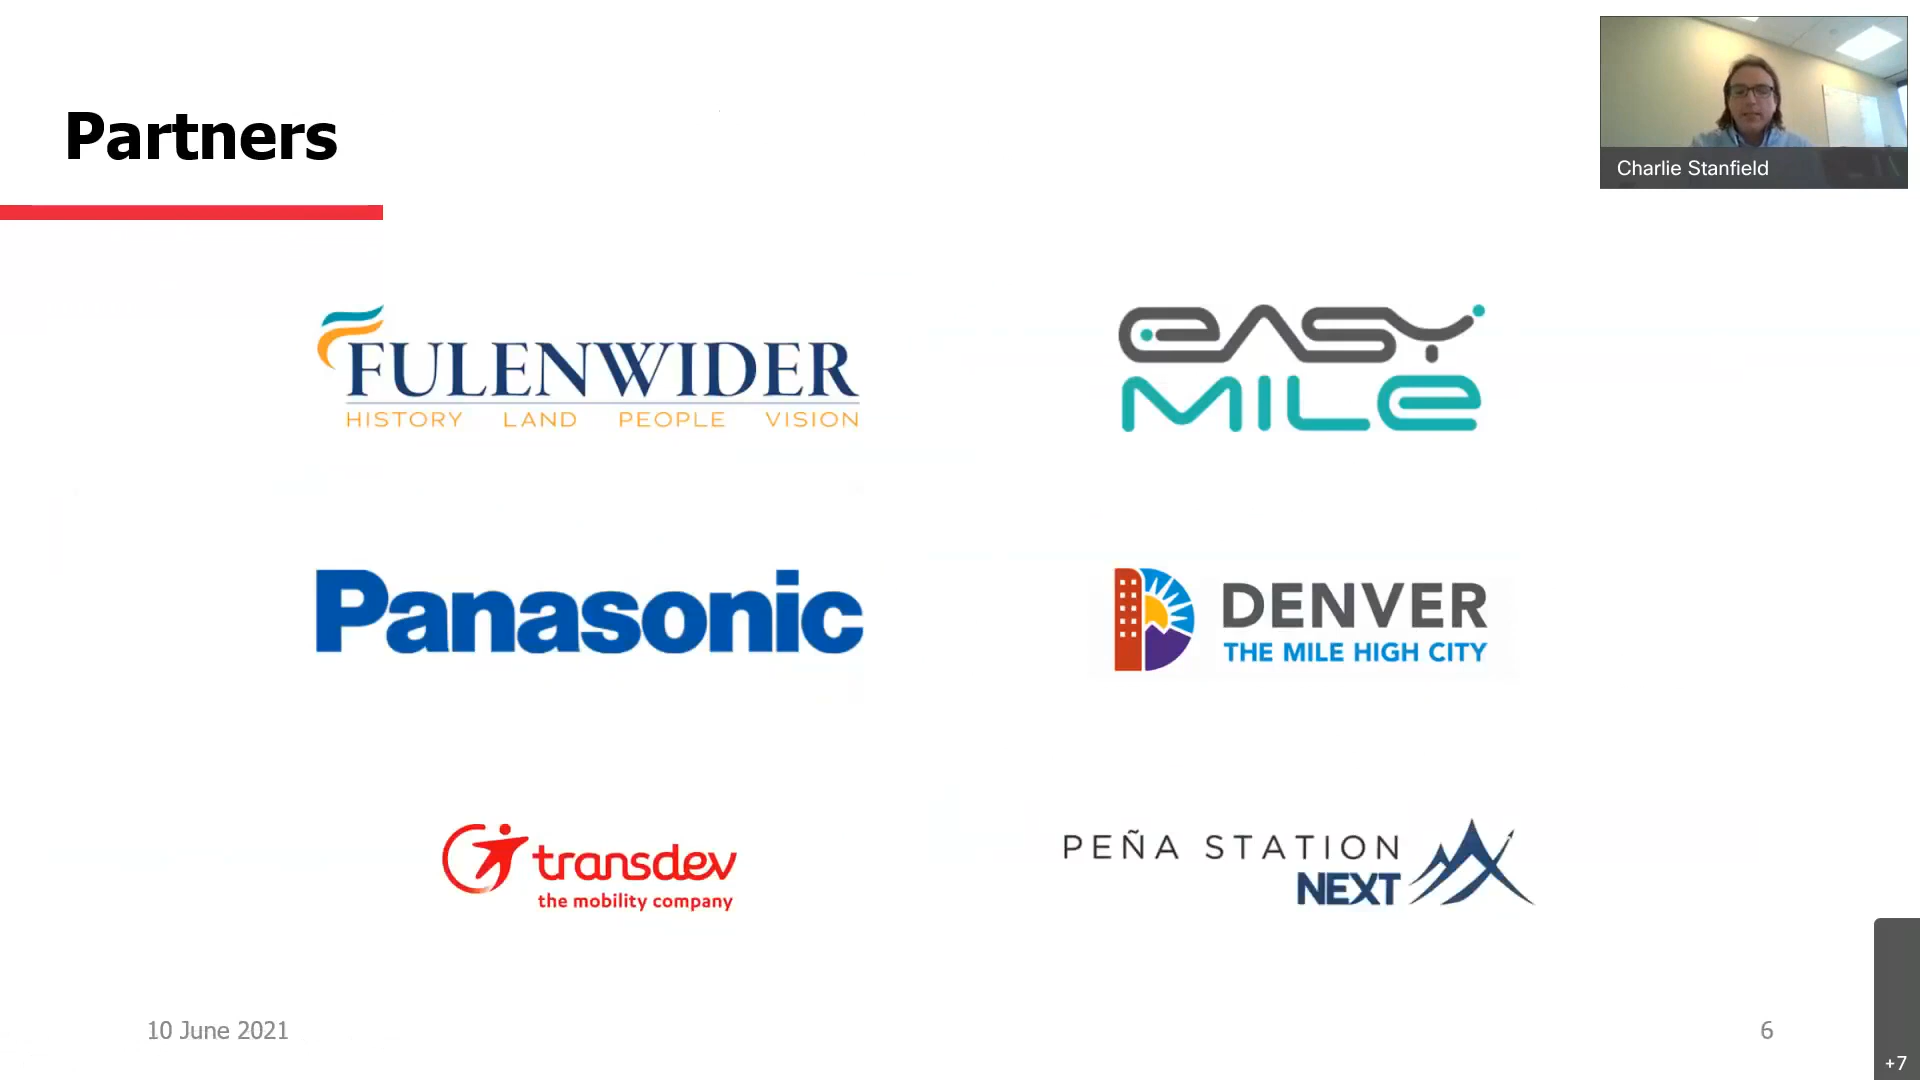 Partners
Charlie Stanfield
FULENWIDER
HISTORY LAND PEOPLE VISION
eASY
MILe
Panasonic
DENVER
THE MILE HIGH CITY
transdev
the mobility company
PEÑA STATION
NEXT
10 June 2021
6
+7